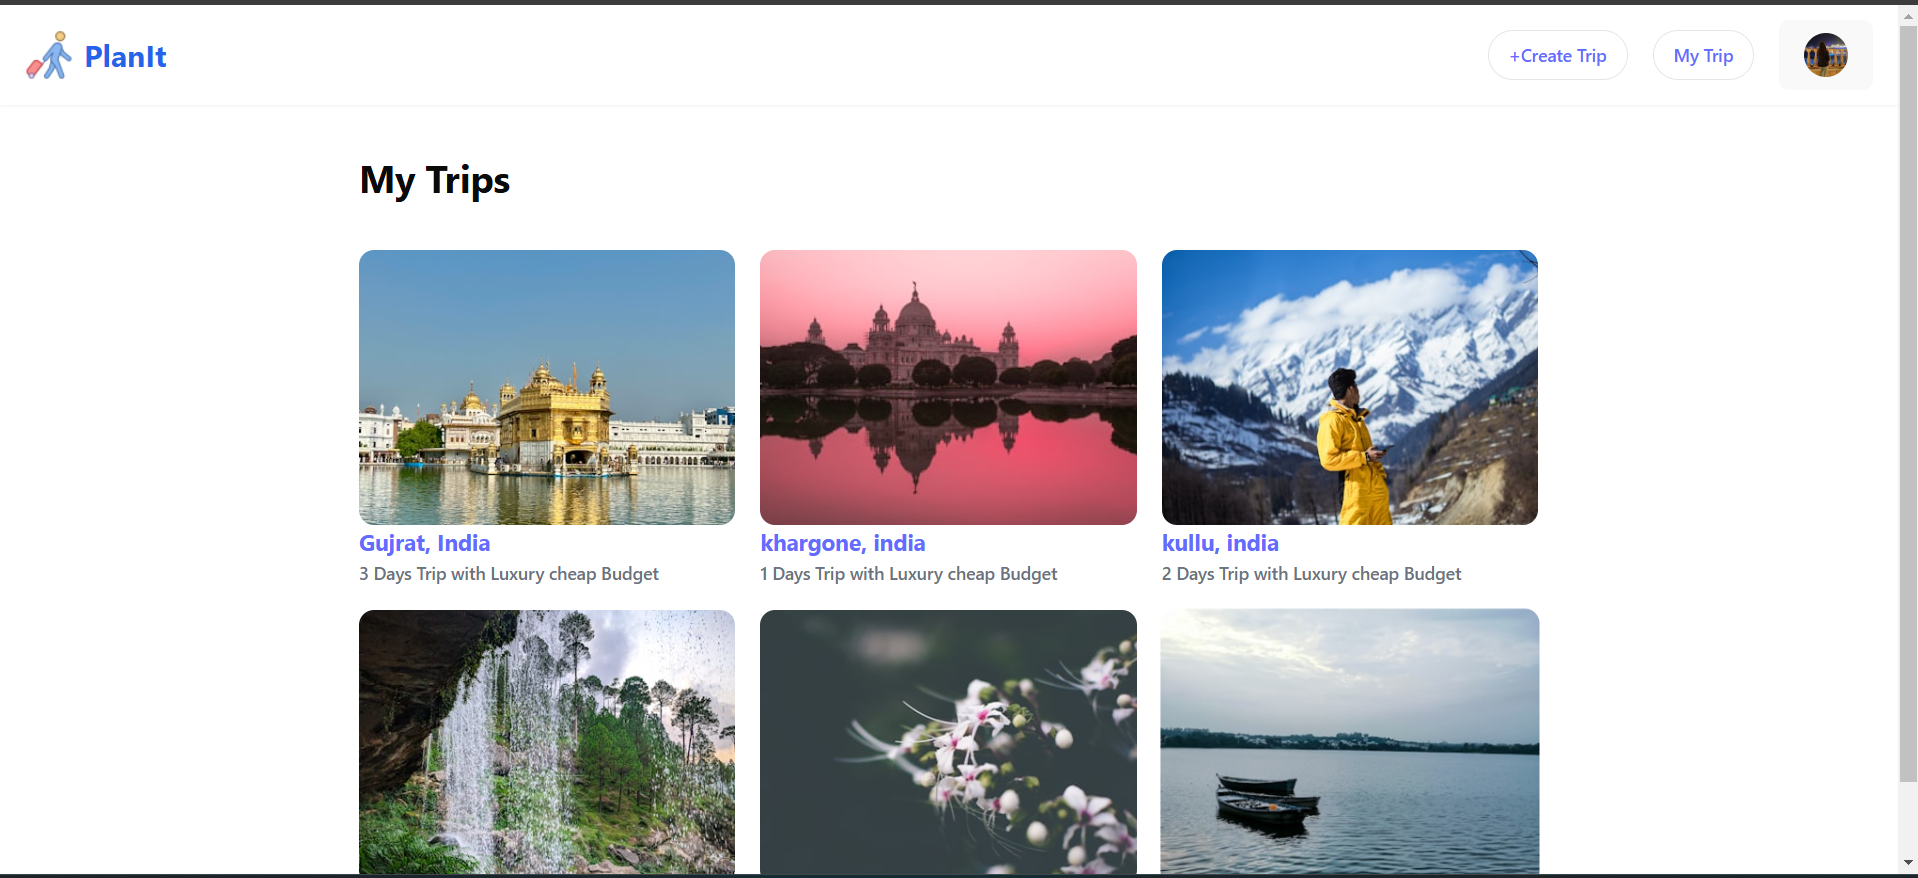 PlanIt
+Create Trip
My Trip
My Trips
Gujrat, India
3 Days Trip with Luxury cheap Budget
khargone, india
1 Days Trip with Luxury cheap Budget
kullu, india
2 Days Trip with Luxury cheap Budget